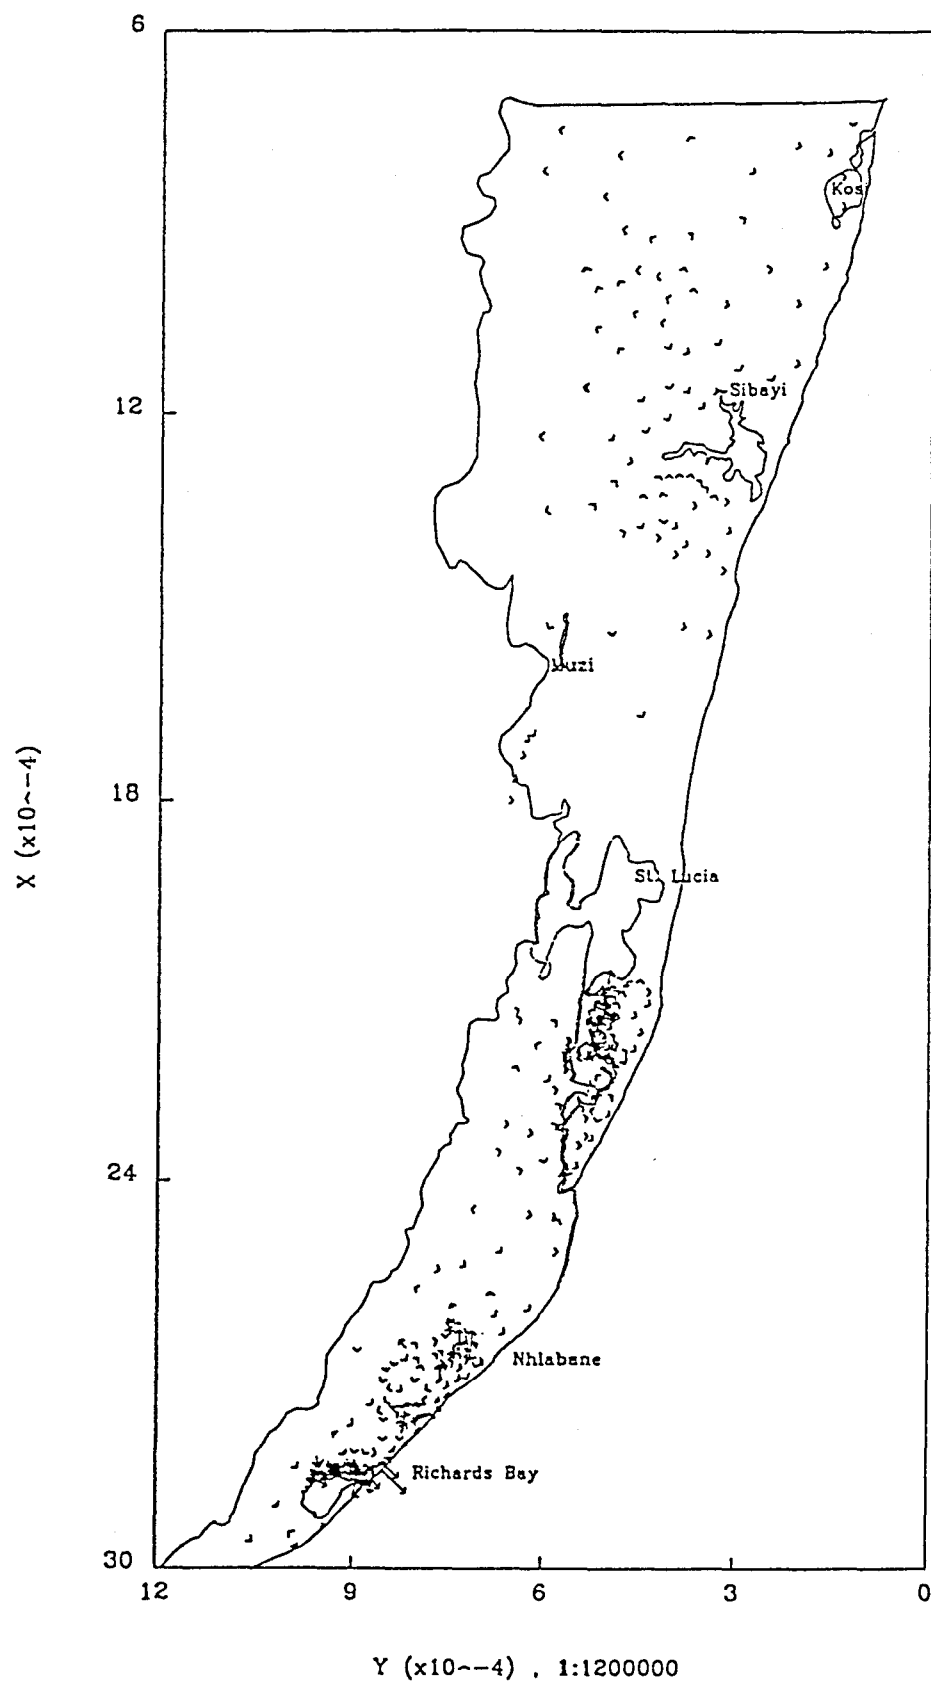 6
Kosi
Sibayi
12
X (x10~-4)
18
St. Lucia
24
Nhlabane
Richards Bay
30
12 9 6 3 0
Y (x10~-4) . 1:1200000